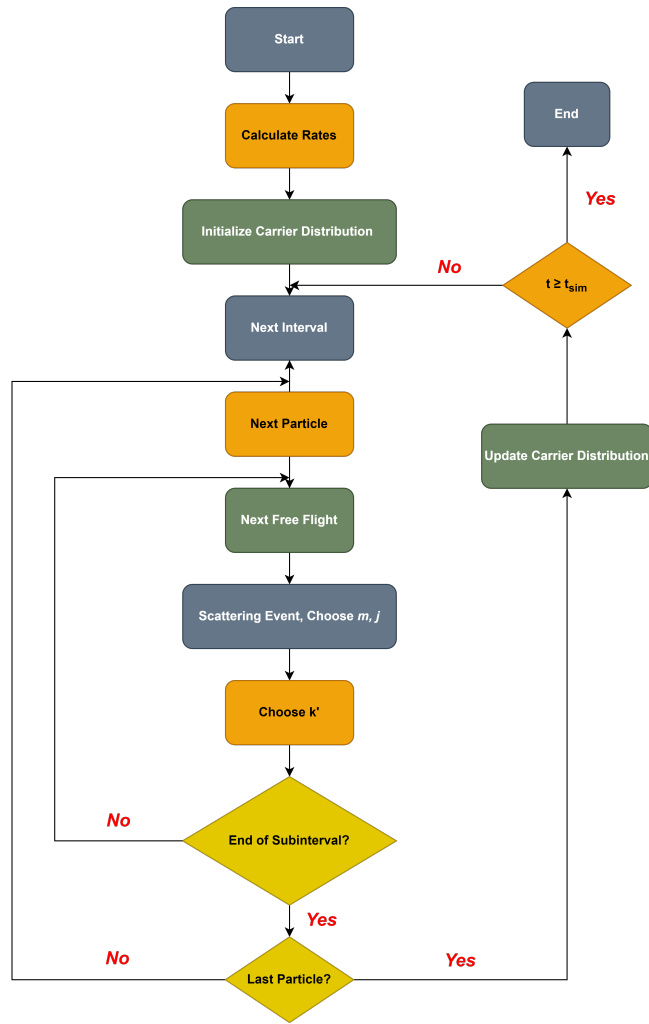 Start
Calculate Rates
End
Yes
Initialize Carrier Distribution
No
t ≥ tsim
Next Interval
Next Particle
Update Carrier Distribution
Next Free Flight
Scattering Event, Choose m, j
Choose k'
No
End of Subinterval?
Yes
No
Last Particle?
Yes